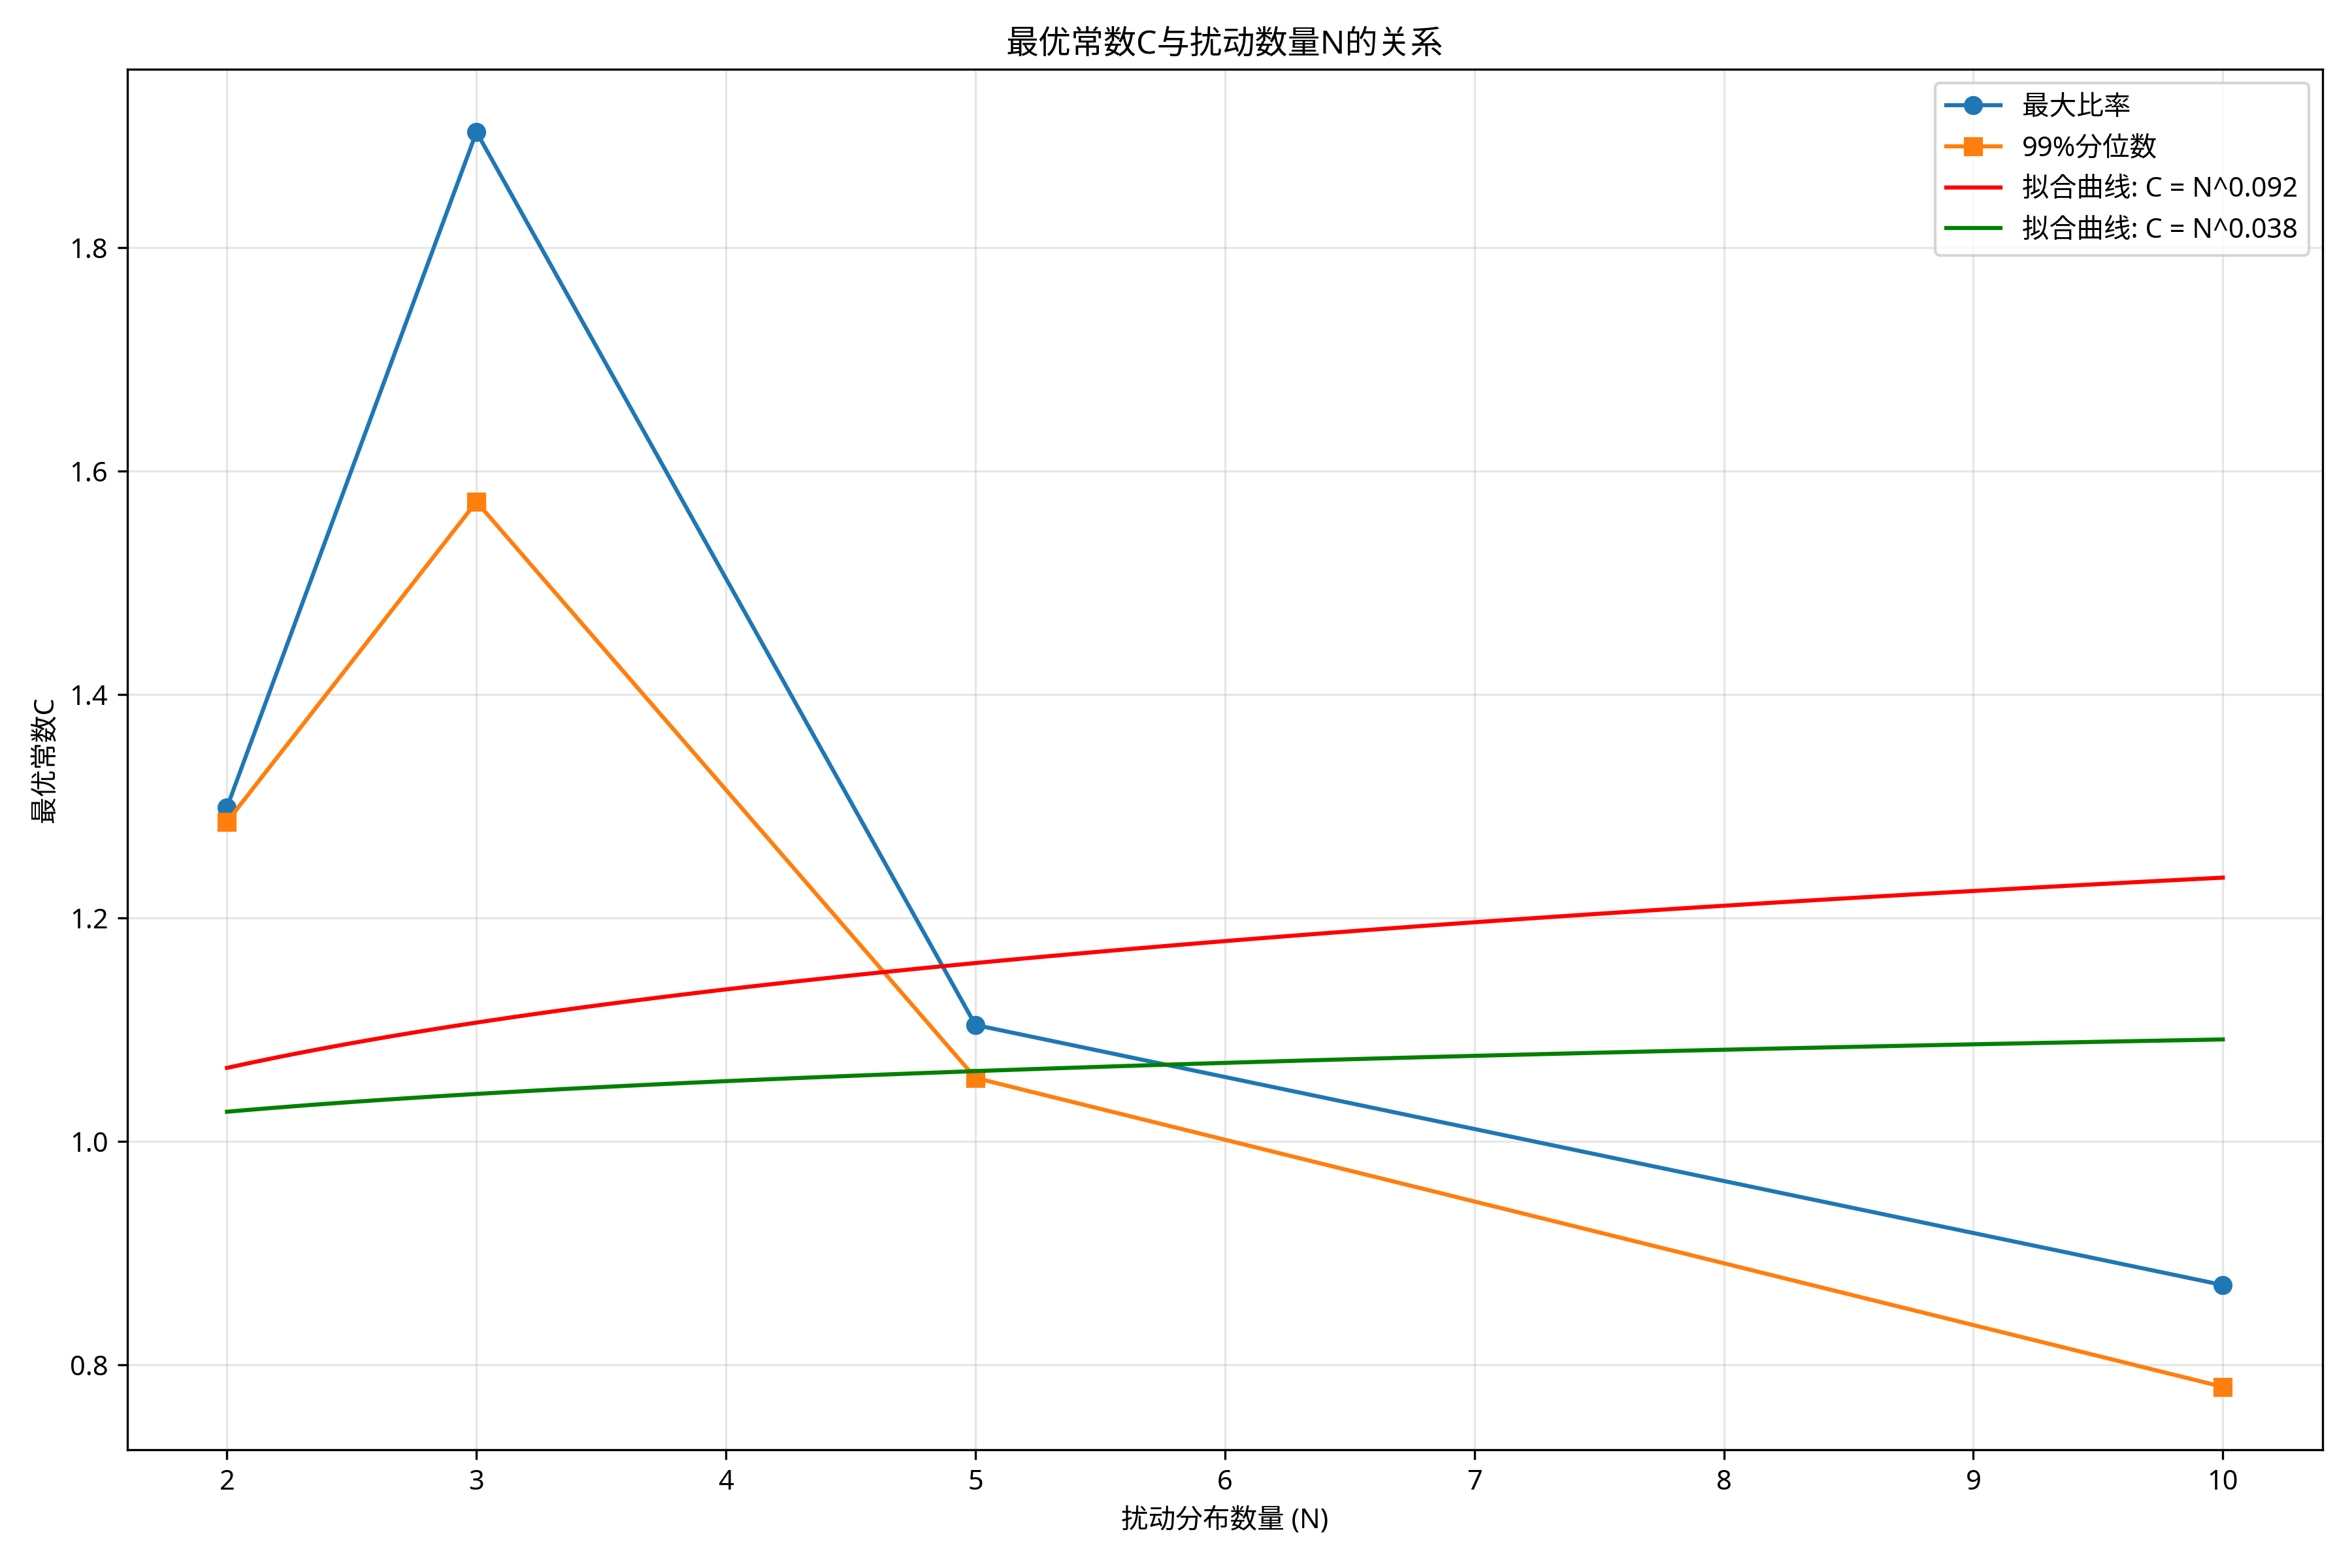 最优常数C与扰动数量N的关系
最大比率
99%分位数
拟合曲线: C = N^0.092
拟合曲线: C = N^0.038
1.8
1.6
1.4
1.2
1.0
0.8
最优常数C
2 3 4 5 6 7 8 9 10
扰动分布数量 (N)